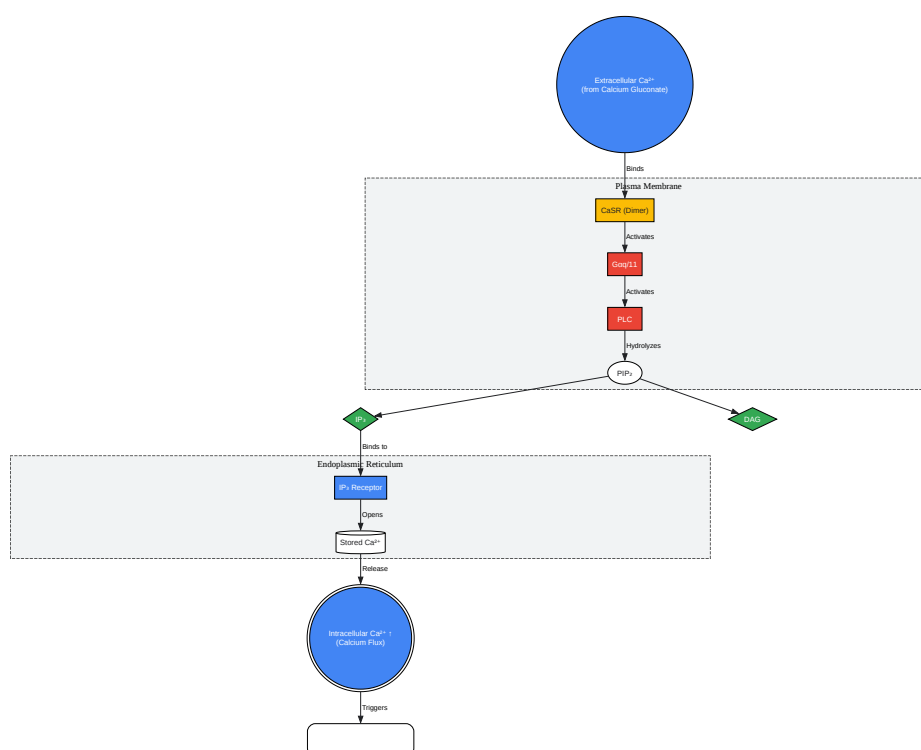 Extracellular Ca²⁺
(from Calcium Gluconate)
Binds
Plasma Membrane
CaSR (Dimer)
Activates
Gαq/11
Activates
PLC
Hydrolyzes
PIP₂
IP₃
DAG
Binds to
Endoplasmic Reticulum
IP₃ Receptor
Opens
Stored Ca²⁺
Release
Intracellular Ca²⁺ ↑
(Calcium Flux)
Triggers